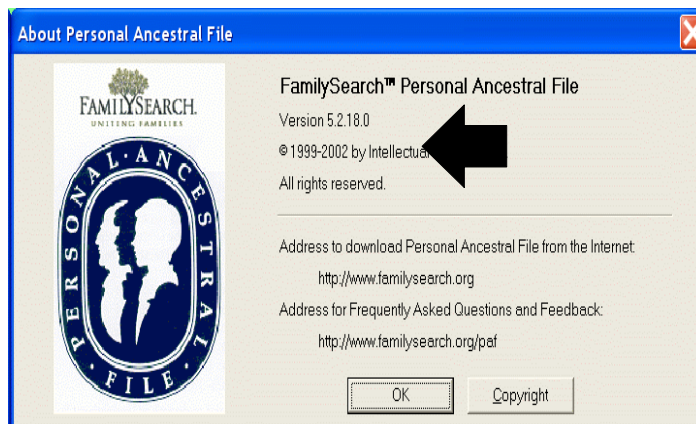 About Personal Ancestral File
FAMILYSEARCH.
UNITING FAMILIES
PERSONAL · ANCESTRAL · FILE ·
FamilySearch™ Personal Ancestral File
Version 5.2.18.0
© 1999-2002 by Intellectual
All rights reserved.
Address to download Personal Ancestral File from the Internet:
http://www.familysearch.org
Address for Frequently Asked Questions and Feedback:
http://www.familysearch.org/paf
OK
Copyright